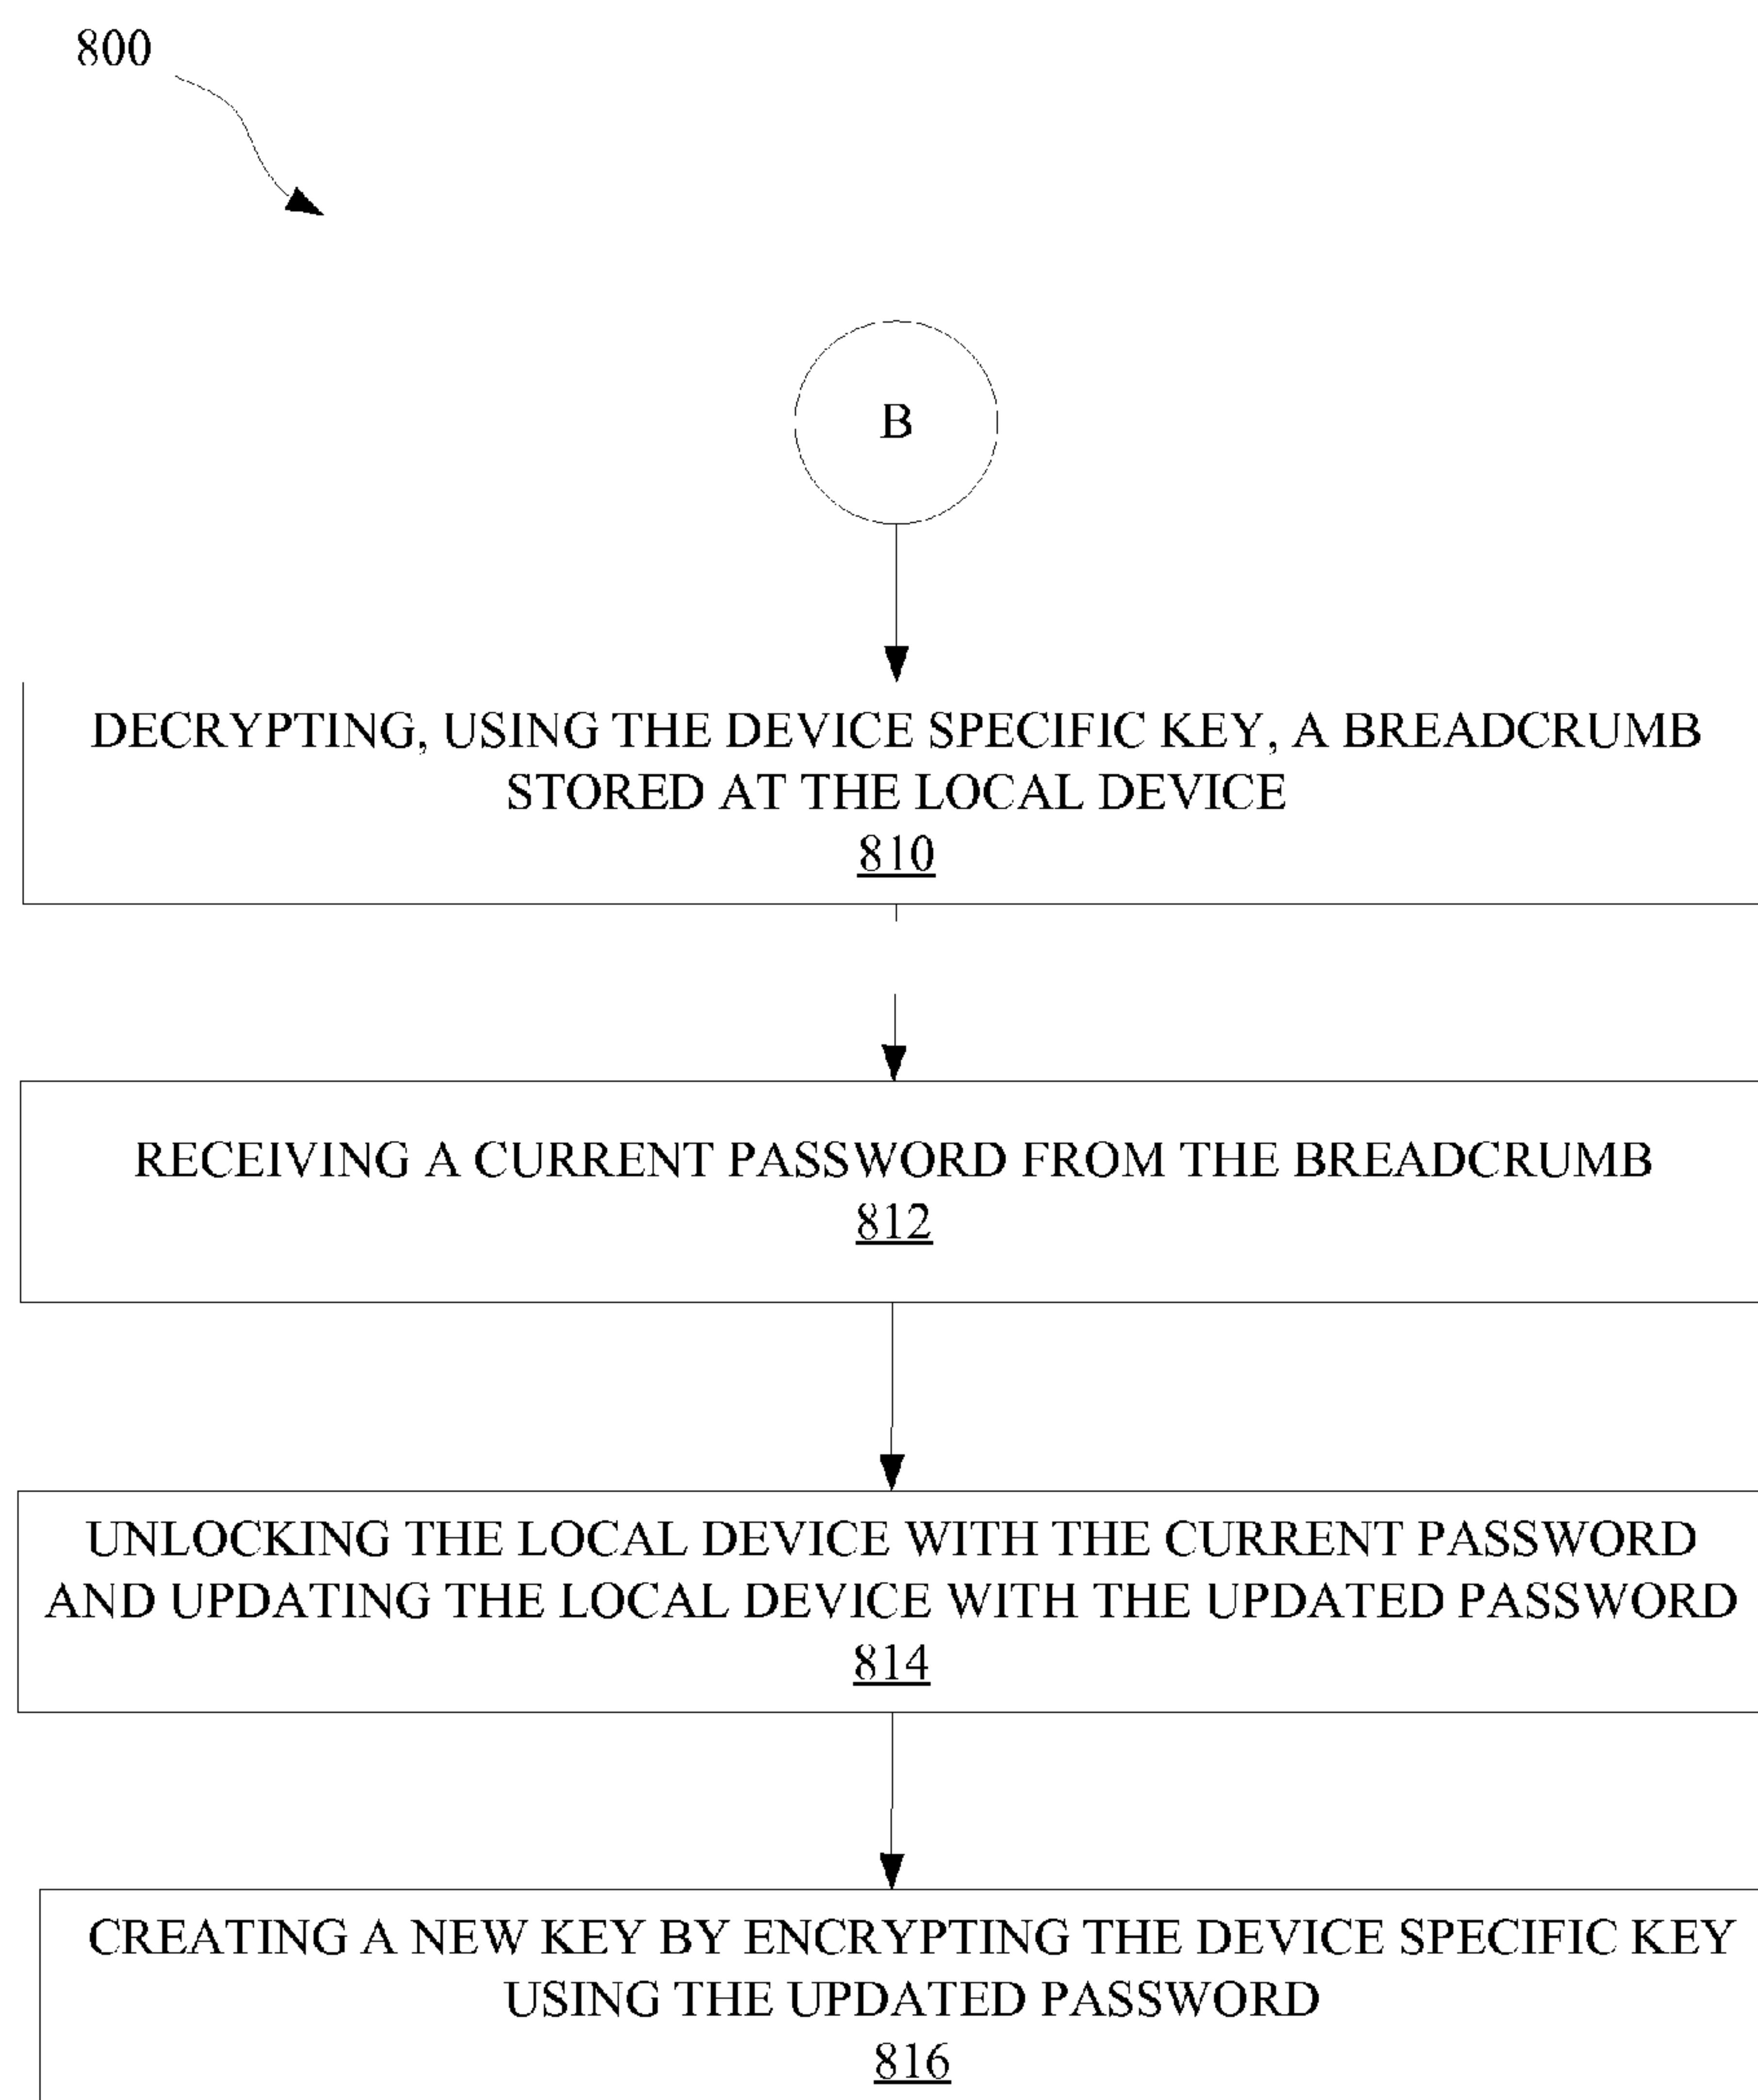 800
B
DECRYPTING, USING THE DEVICE SPECIFIC KEY, A BREADCRUMB
STORED AT THE LOCAL DEVICE
810
RECEIVING A CURRENT PASSWORD FROM THE BREADCRUMB
812
UNLOCKING THE LOCAL DEVICE WITH THE CURRENT PASSWORD
AND UPDATING THE LOCAL DEVICE WITH THE UPDATED PASSWORD
814
CREATING A NEW KEY BY ENCRYPTING THE DEVICE SPECIFIC KEY
USING THE UPDATED PASSWORD
816